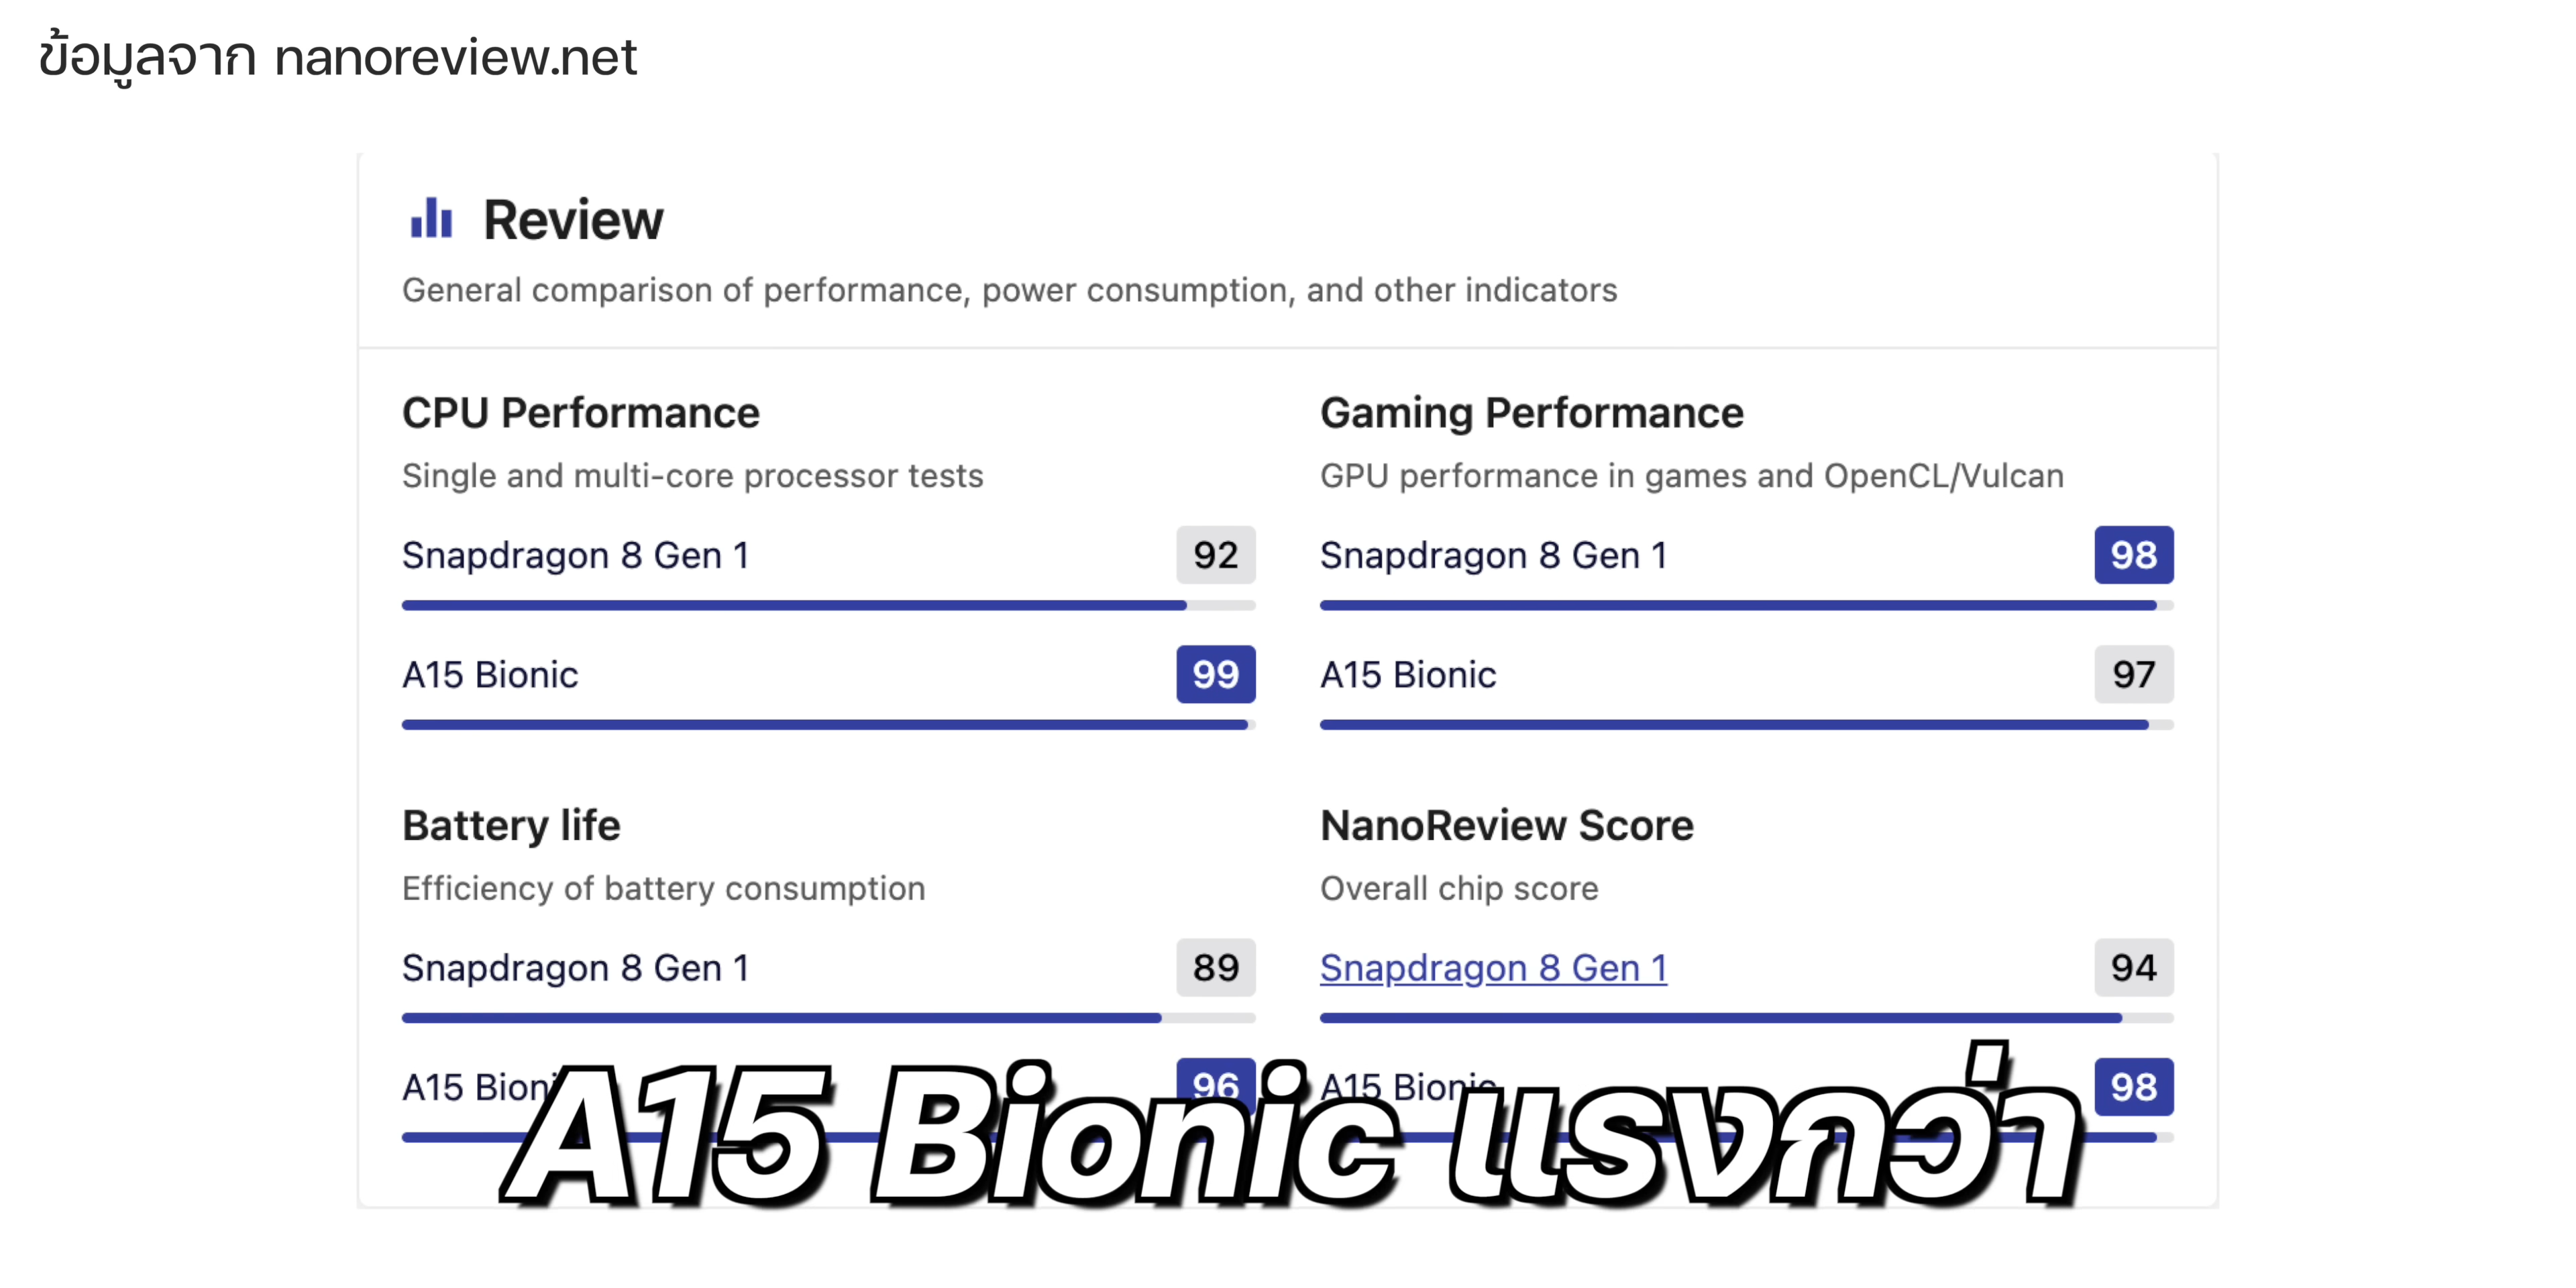 ข้อมูลจาก nanoreview.net
Review
General comparison of performance, power consumption, and other indicators
CPU Performance
Single and multi-core processor tests
Snapdragon 8 Gen 1 92
A15 Bionic 99
Gaming Performance
GPU performance in games and OpenCL/Vulcan
Snapdragon 8 Gen 1 98
A15 Bionic 97
Battery life
Efficiency of battery consumption
Snapdragon 8 Gen 1 89
A15 Bionic 96
NanoReview Score
Overall chip score
Snapdragon 8 Gen 1 94
A15 Bionic 98
A15 Bionic แรงกว่า